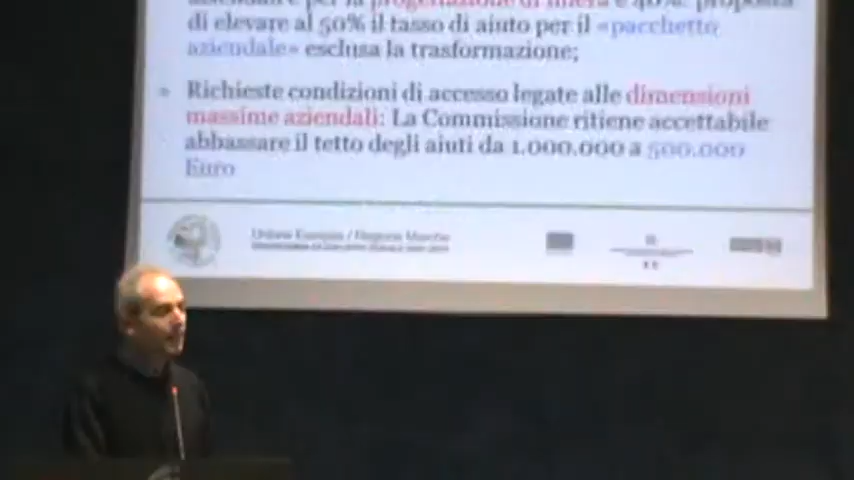 aziendale e per la progettazione di filiera è 40%: proposta
di elevare al 50% il tasso di aiuto per il «pacchetto
aziendale» esclusa la trasformazione;
» Richieste condizioni di accesso legate alle dimensioni
massime aziendali: La Commissione ritiene accettabile
abbassare il tetto degli aiuti da 1.000.000 a 500.000
Euro
Unione Europea / Regione Marche